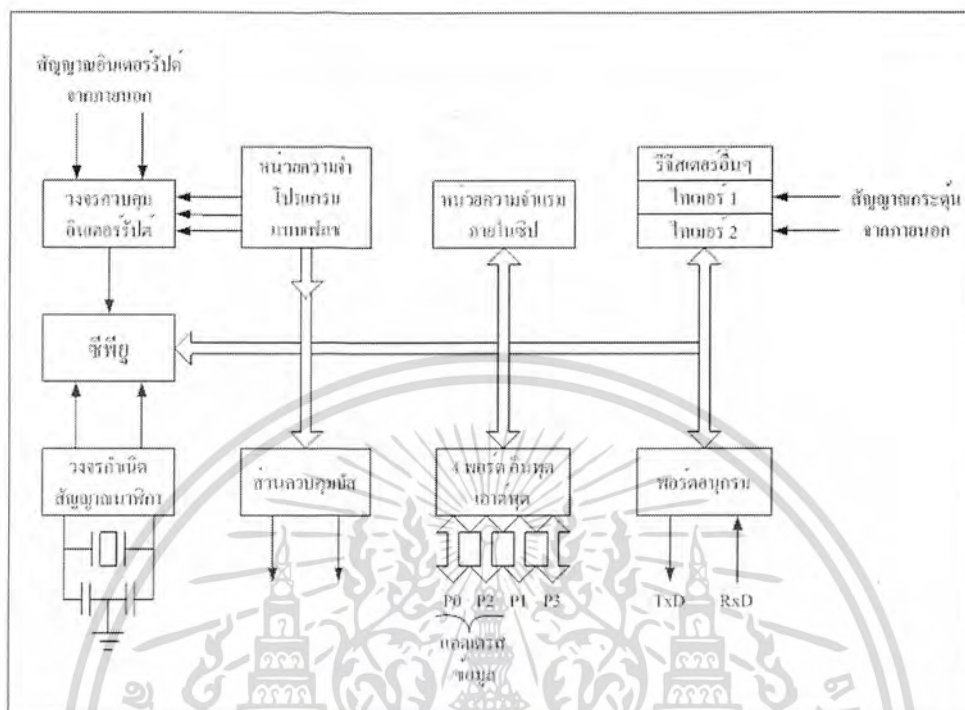 สัญญาณอินเตอร์รัปต์
จากภายนอก
วงจรควบคุม
อินเตอร์รัปต์
หน่วยความจำ
โปรแกรม
แบบแฟลช
หน่วยความจำแรม
ภายในชิป
รีจิสเตอร์อื่นๆ
ไทเมอร์ 1
ไทเมอร์ 2
สัญญาณกระตุ้น
จากภายนอก
ซีพียู
วงจรกำเนิด
สัญญาณนาฬิกา
ส่วนควบคุมบัส
4 พอร์ต อินพุต
เอาต์พุต
พอร์ตอนุกรม
P0 P2 P1 P3
TxD RxD
แอดเดรส
ข้อมูล